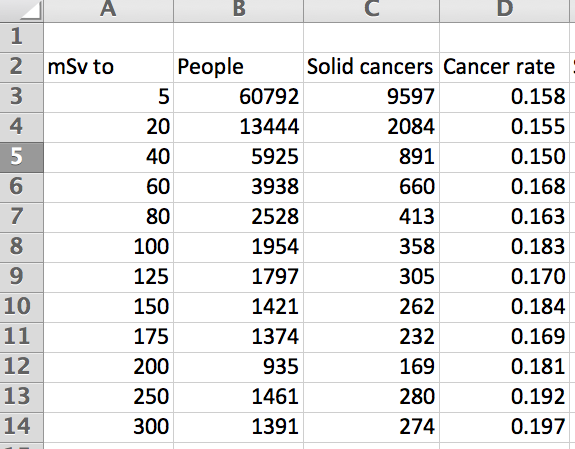 A B C D
1
2 mSv to People Solid cancers Cancer rate
3 5 60792 9597 0.158
4 20 13444 2084 0.155
5 40 5925 891 0.150
6 60 3938 660 0.168
7 80 2528 413 0.163
8 100 1954 358 0.183
9 125 1797 305 0.170
10 150 1421 262 0.184
11 175 1374 232 0.169
12 200 935 169 0.181
13 250 1461 280 0.192
14 300 1391 274 0.197